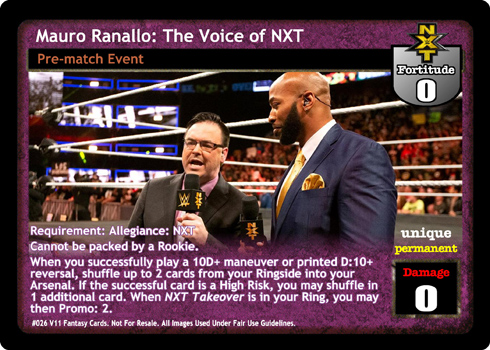 Mauro Ranallo: The Voice of NXT
Pre-match Event
NXT
Fortitude
0
Requirement: Allegiance: NXT
Cannot be packed by a Rookie.
When you successfully play a 10D+ maneuver or printed D:10+
reversal, shuffle up to 2 cards from your Ringside into your
Arsenal. If the successful card is a High Risk, you may shuffle in
1 additional card. When NXT Takeover is in your Ring, you may
then Promo: 2.
#026 V11 Fantasy Cards. Not For Resale. All Images Used Under Fair Use Guidelines.
unique
permanent
Damage
0